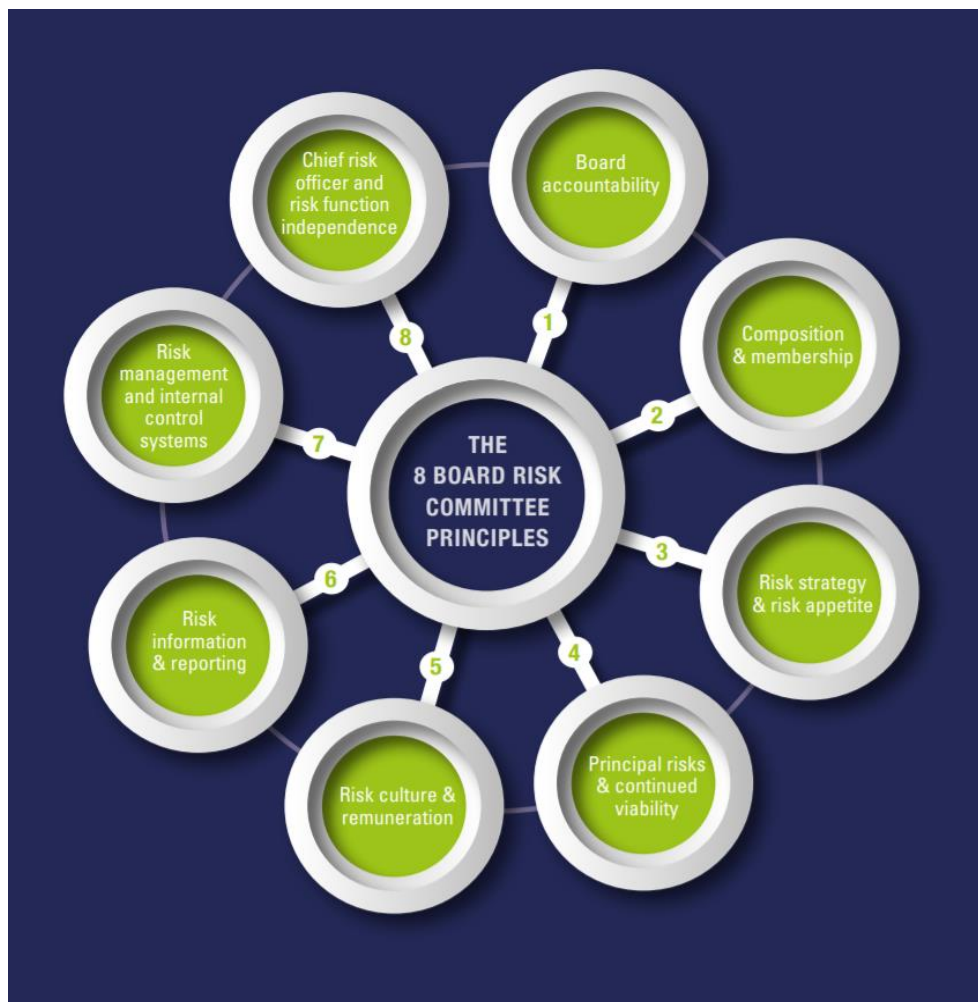 THE
8 BOARD RISK
COMMITTEE
PRINCIPLES
1
Board
accountability
2
Composition
& membership
3
Risk strategy
& risk appetite
4
Principal risks
& continued
viability
5
Risk culture &
remuneration
6
Risk
information
& reporting
7
Risk
management
and internal
control
systems
8
Chief risk
officer and
risk function
independence